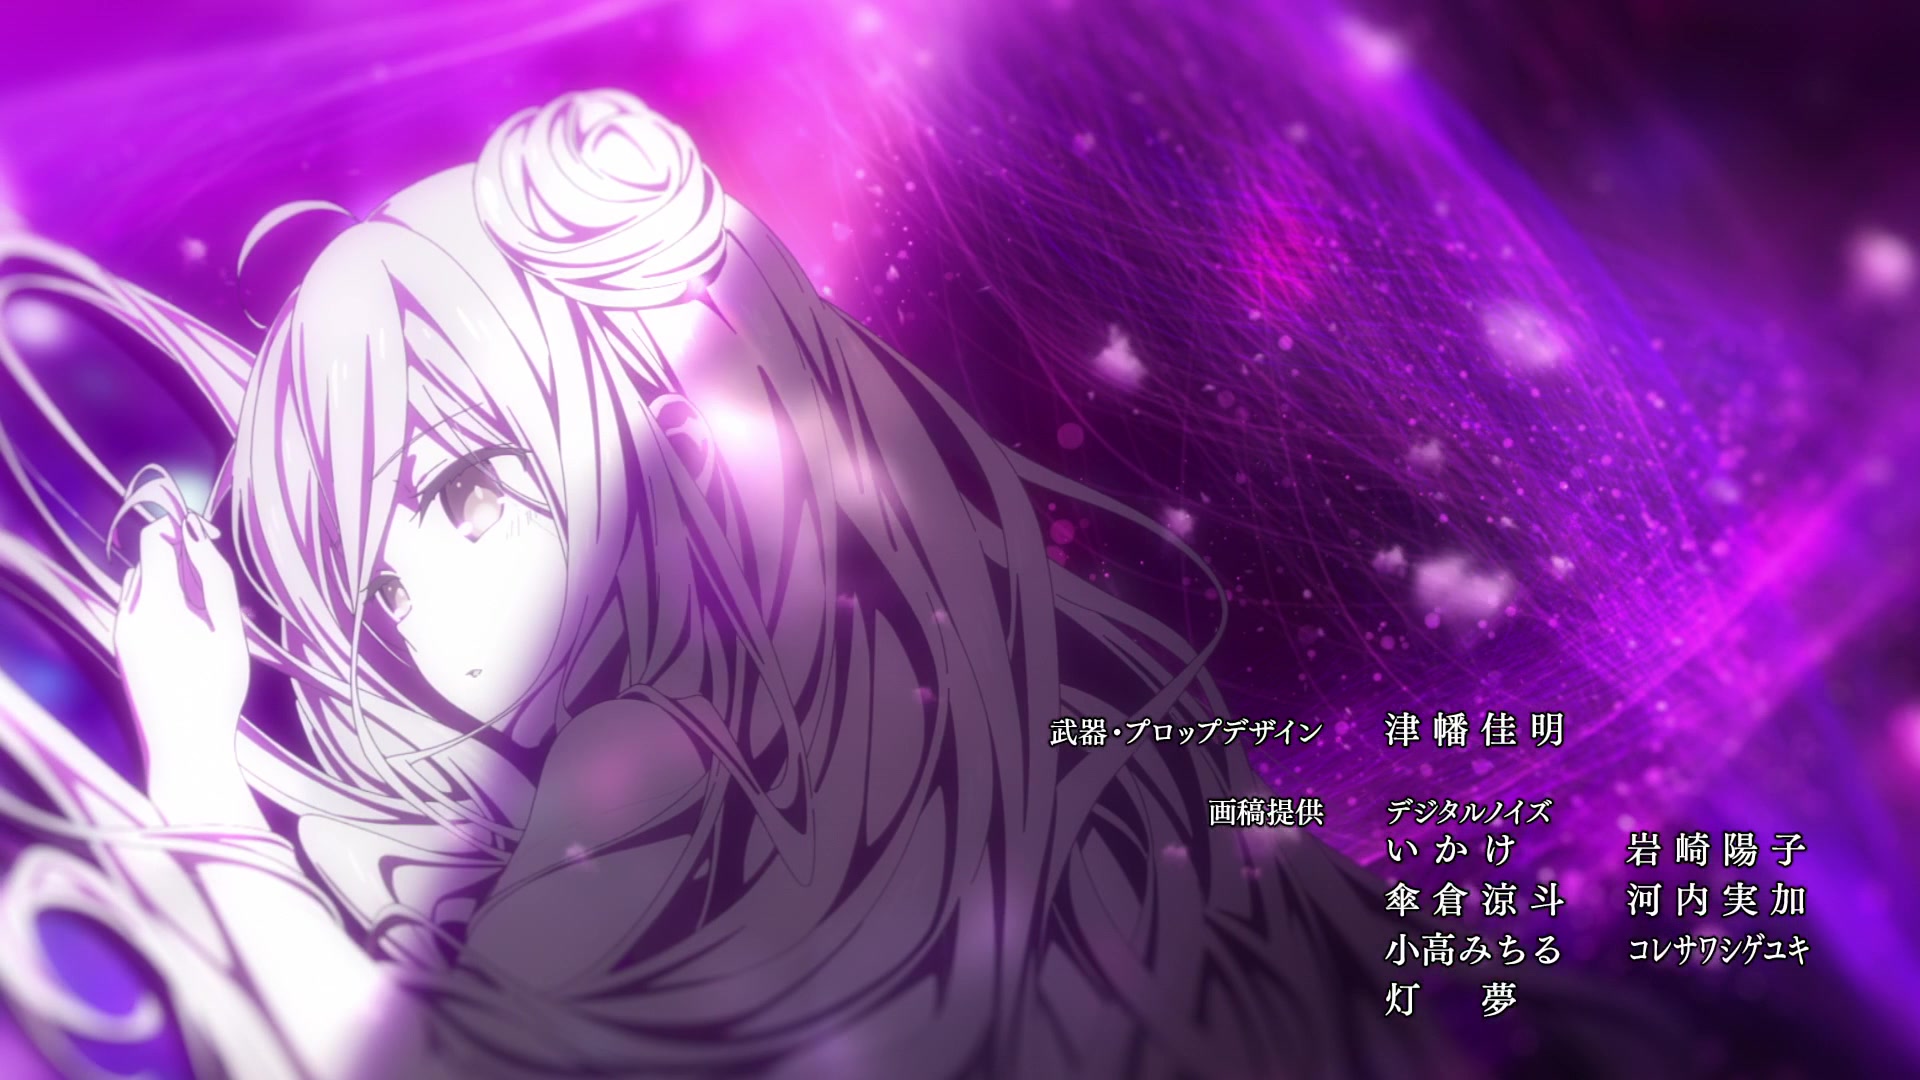 武器・プロップデザイン 津幡佳明
画稿提供 デジタルノイズ
いかけ 岩崎陽子
傘倉涼斗 河内実加
小高みちる コレサワシゲユキ
灯 夢